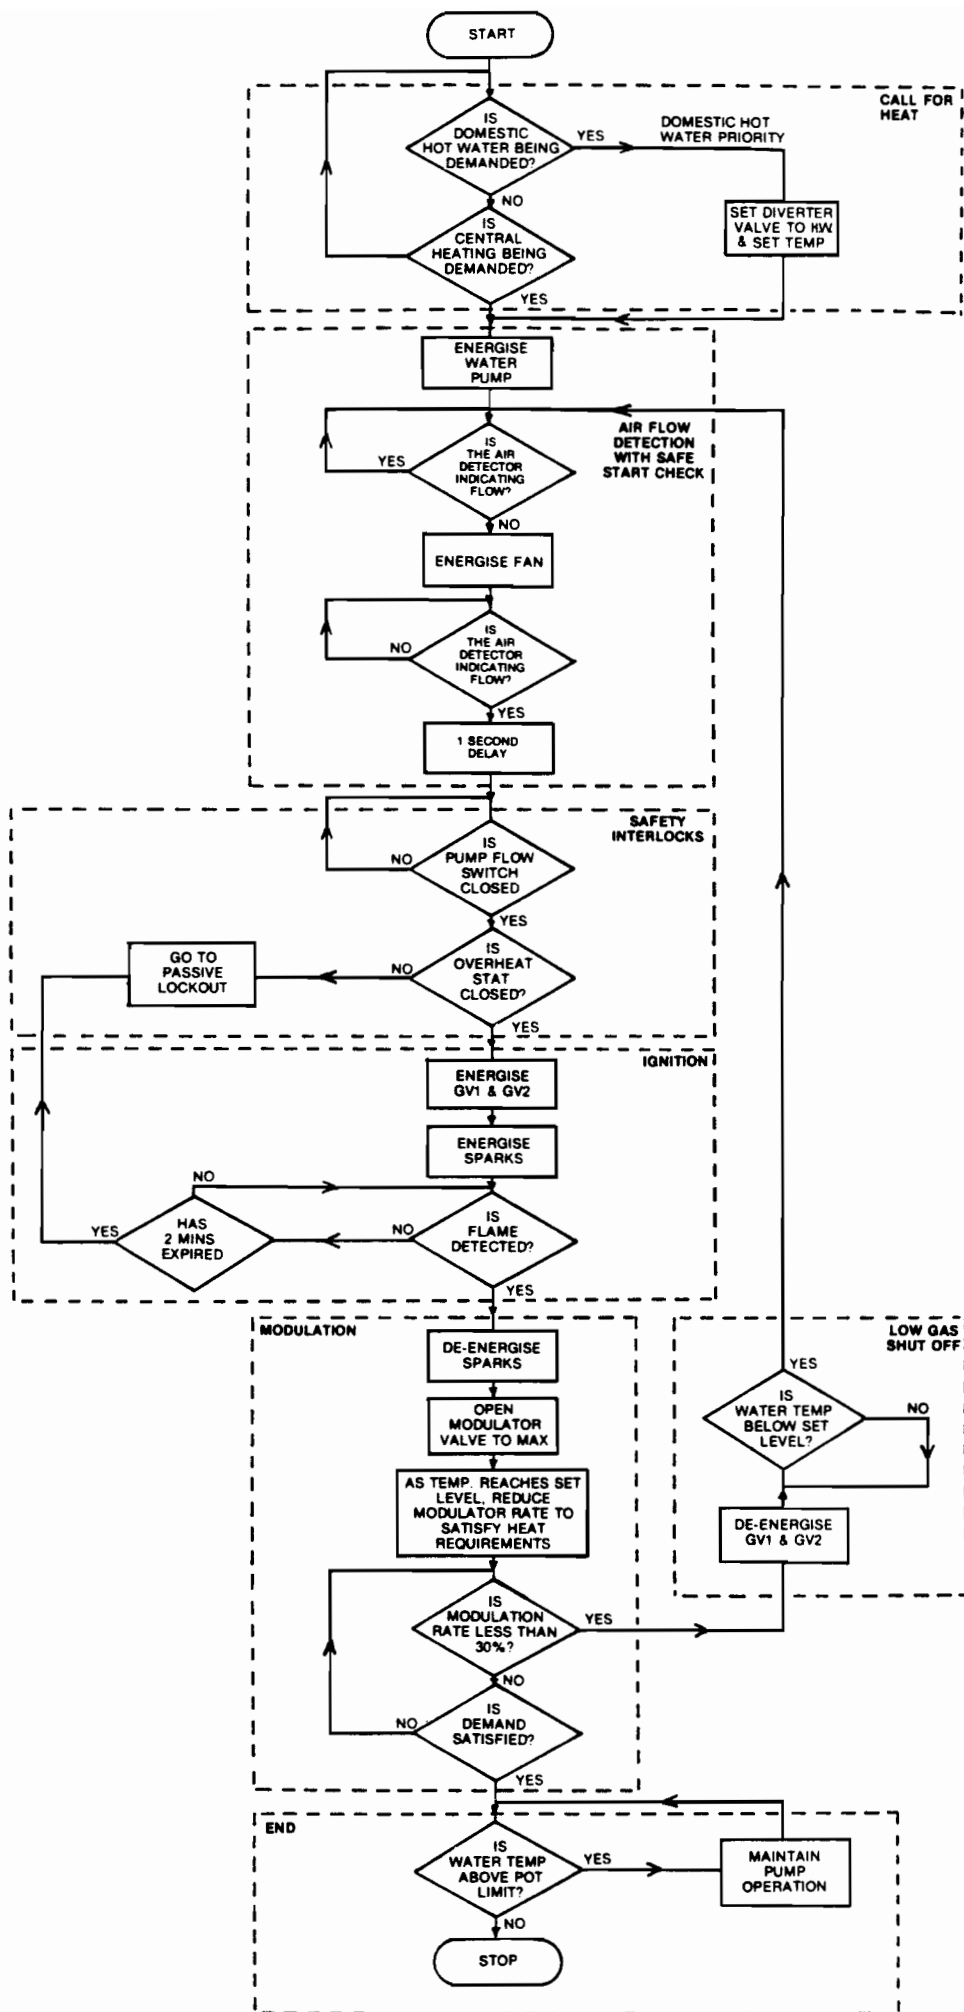 START
CALL FOR
HEAT
IS
DOMESTIC
HOT WATER BEING
DEMANDED?
YES
DOMESTIC HOT
WATER PRIORITY
NO
SET DIVERTER
VALVE TO H.W.
& SET TEMP
IS
CENTRAL
HEATING BEING
DEMANDED?
YES
ENERGISE
WATER
PUMP
AIR FLOW
DETECTION
WITH SAFE
START CHECK
IS
THE AIR
DETECTOR
INDICATING
FLOW?
YES
NO
ENERGISE FAN
IS
THE AIR
DETECTOR
INDICATING
FLOW?
NO
YES
1 SECOND
DELAY
SAFETY
INTERLOCKS
IS
PUMP FLOW
SWITCH
CLOSED
NO
YES
IS
OVERHEAT
STAT
CLOSED?
NO
GO TO
PASSIVE
LOCKOUT
YES
IGNITION
ENERGISE
GV1 & GV2
ENERGISE
SPARKS
NO
HAS
2 MINS
EXPIRED
YES
NO
IS
FLAME
DETECTED?
YES
MODULATION
DE-ENERGISE
SPARKS
OPEN
MODULATOR
VALVE TO MAX
AS TEMP. REACHES SET
LEVEL, REDUCE
MODULATOR RATE TO
SATISFY HEAT
REQUIREMENTS
LOW GAS
SHUT OFF
YES
IS
WATER TEMP
BELOW SET
LEVEL?
NO
DE-ENERGISE
GV1 & GV2
IS
MODULATION
RATE LESS THAN
30%?
YES
NO
IS
DEMAND
SATISFIED?
NO
YES
END
IS
WATER TEMP
ABOVE POT
LIMIT?
YES
MAINTAIN
PUMP
OPERATION
NO
STOP